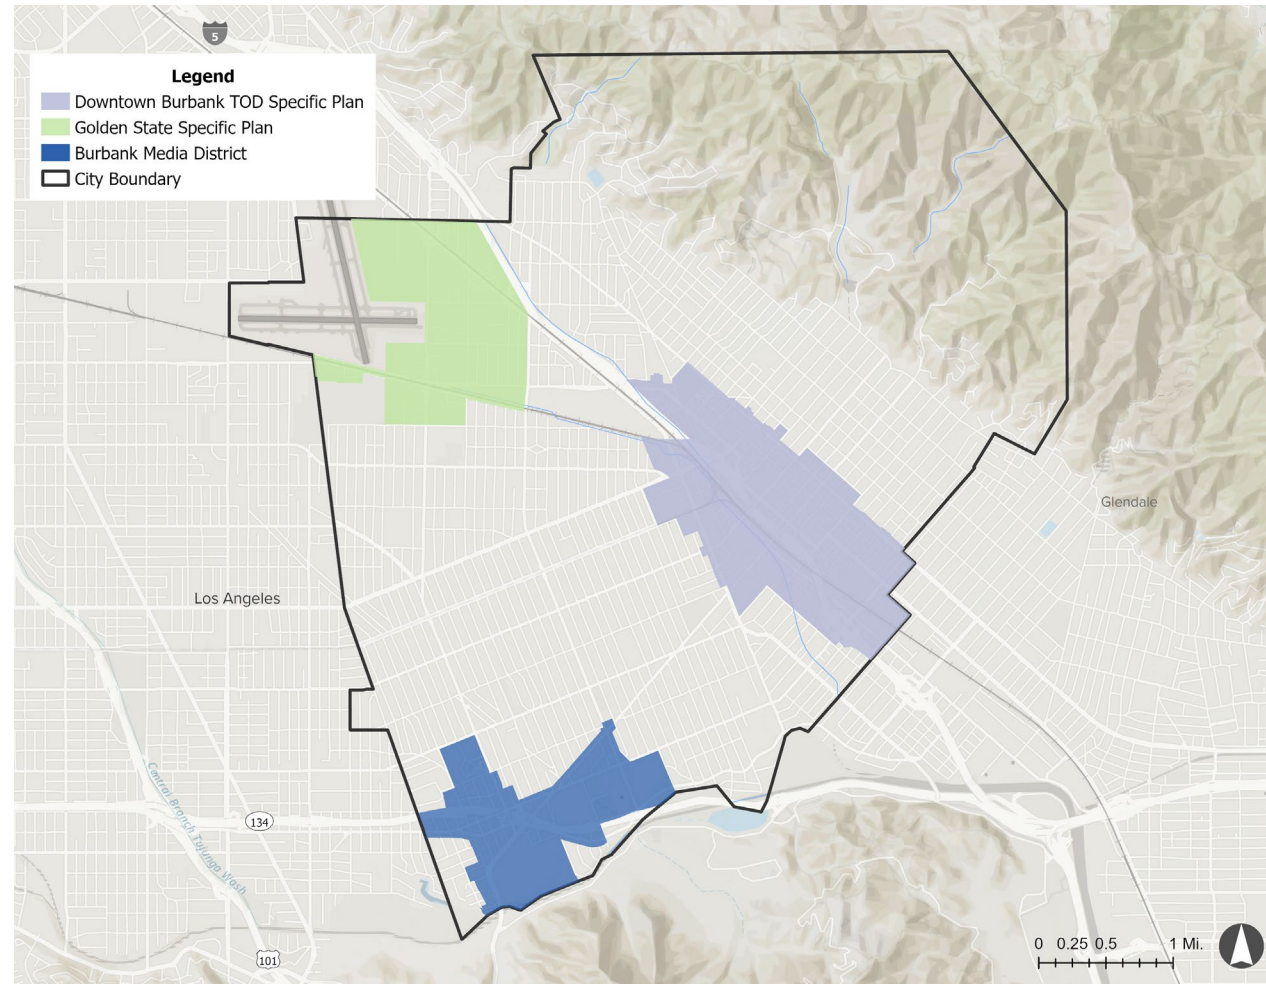 5
Legend
Downtown Burbank TOD Specific Plan
Golden State Specific Plan
Burbank Media District
City Boundary
Glendale
Los Angeles
Central Branch Tujunga Wash
134
101
0 0.25 0.5 1 Mi.